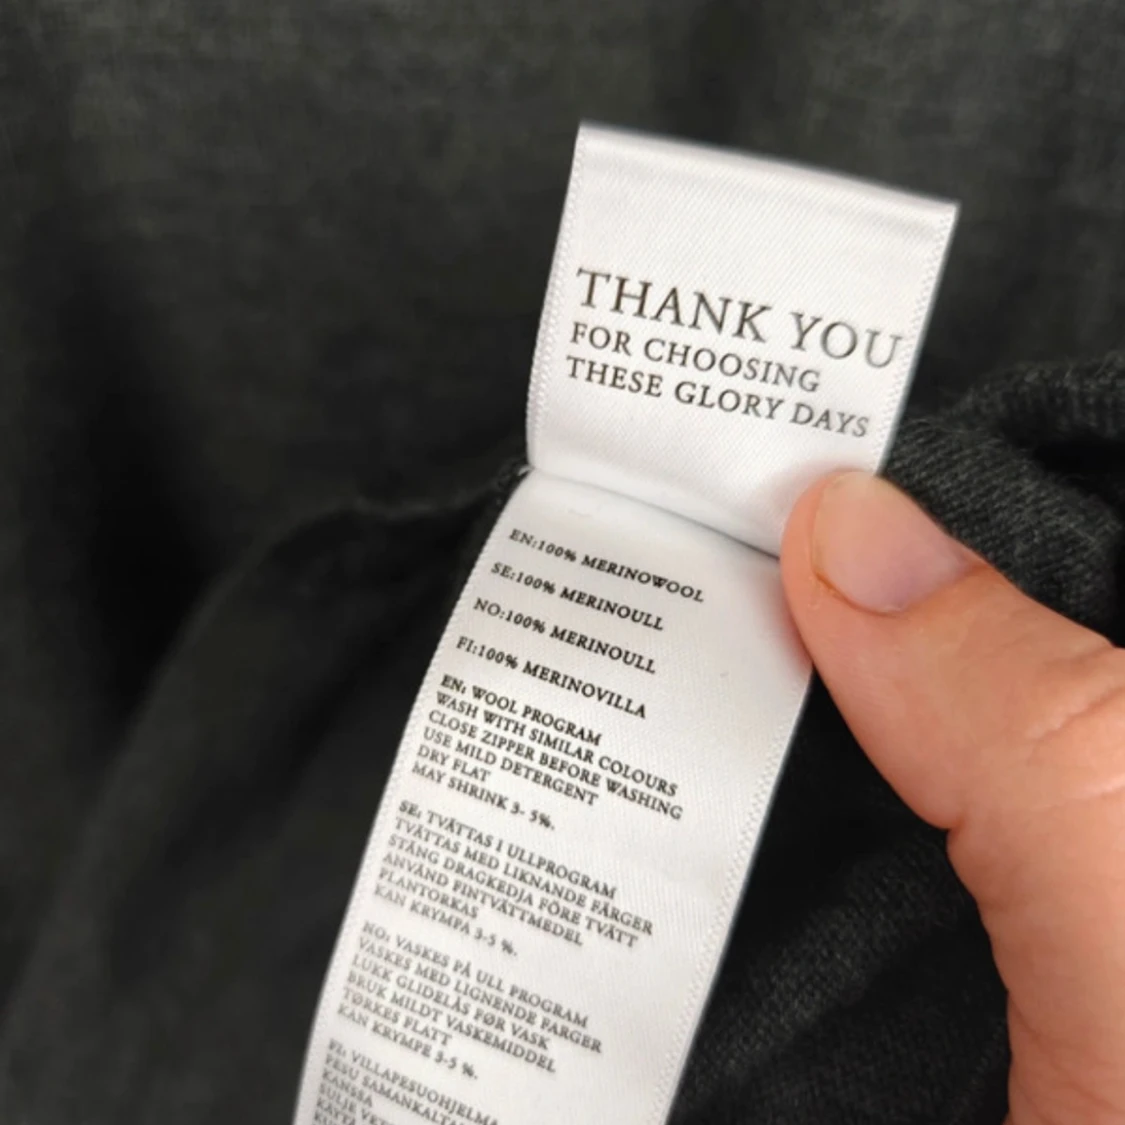 THANK YOU
FOR CHOOSING
THESE GLORY DAYS
EN:100% MERINOWOOL
SE:100% MERINOULL
NO:100% MERINOULL
FI:100% MERINOVILLA
EN: WOOL PROGRAM
WASH WITH SIMILAR COLOURS
CLOSE ZIPPER BEFORE WASHING
USE MILD DETERGENT
DRY FLAT
MAY SHRINK 3- 5%.
SE: TVÄTTAS I ULLPROGRAM
TVÄTTAS MED LIKNANDE FÄRGER
STÄNG DRAGKEDJA FÖRE TVÄTT
ANVÄND FINTVÄTTMEDEL
PLANTORKAS
KAN KRYMPA 3-5 %.
NO: VASKES PÅ ULL PROGRAM
VASKES MED LIGNENDE FARGER
LUKK GLIDELÅS FØR VASK
BRUK MILDT VASKEMIDDEL
TØRKES FLATT
KAN KRYMPE 3-5 %.
FI: VILLAPESUOHJELMA
PESU SAMANKALTA
KANSSA
SULJE